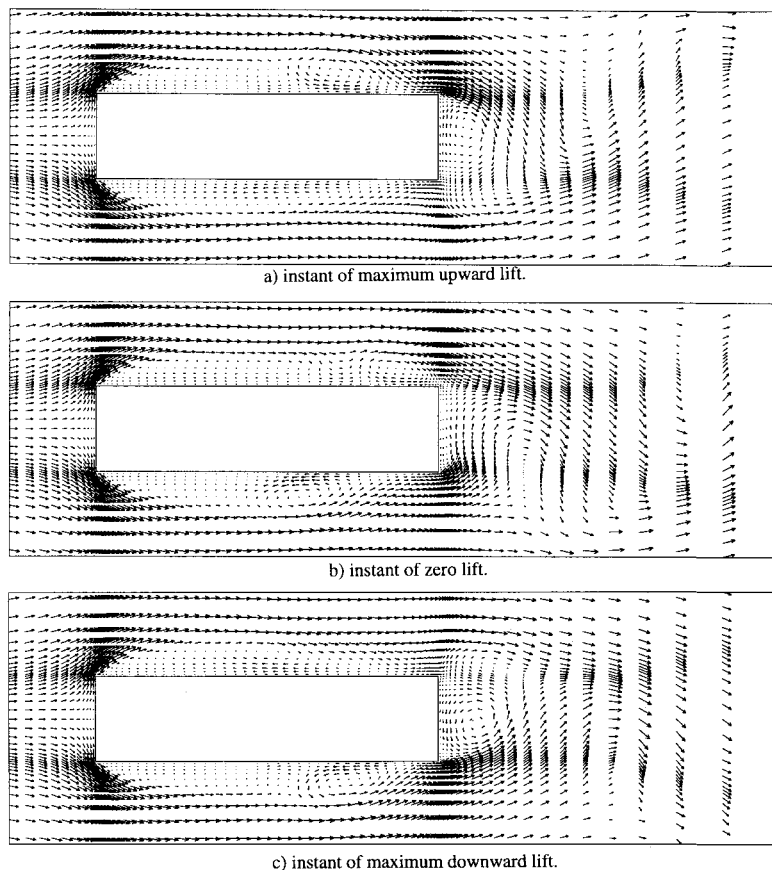 a) instant of maximum upward lift.
b) instant of zero lift.
c) instant of maximum downward lift.